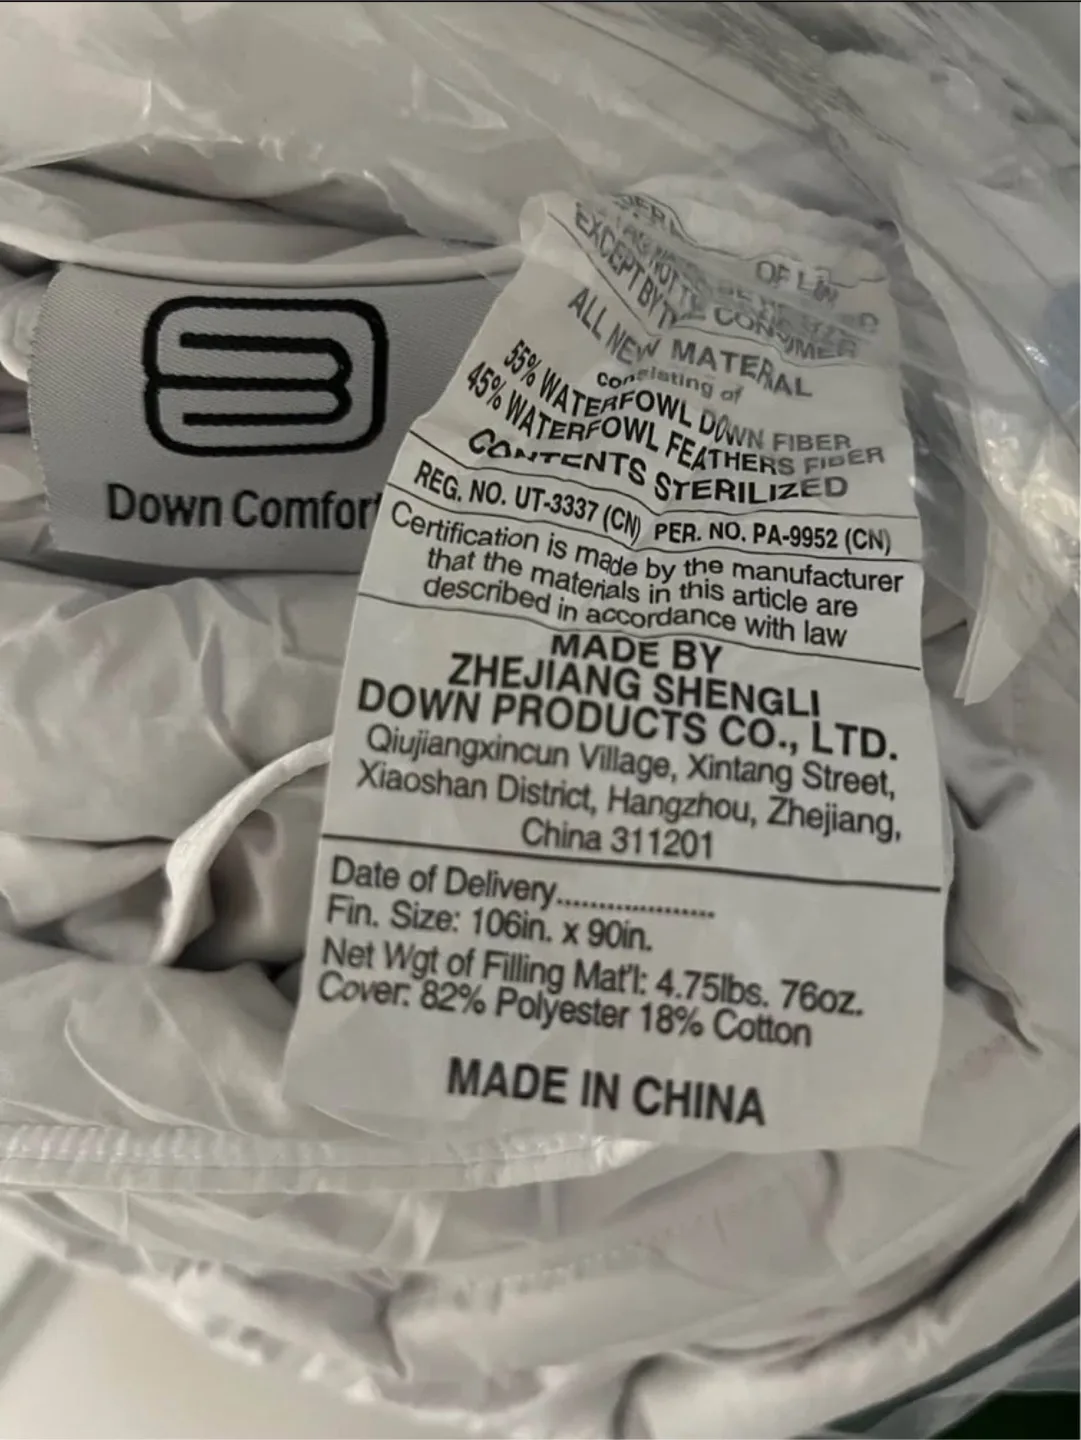 Down Comfor
OF LIN
EXCEPT BY THE CONSUMER
ALL NEW MATERAL
Consisting of
55% WATERFOWL DOWN FIBER
45% WATERFOWL FEATHERS FIBER
CONTENTS STERILIZED
REG. NO. UT-3337 (CN) PER. NO. PA-9952 (CN)
Certification is made by the manufacturer
that the materials in this article are
described in accordance with law
MADE BY
ZHEJIANG SHENGLI
DOWN PRODUCTS CO., LTD.
Qiujiangxincun Village, Xintang Street,
Xiaoshan District, Hangzhou, Zhejiang,
China 311201
Date of Delivery...................
Fin. Size: 106in. x 90in.
Net Wgt of Filling Mat'l: 4.75lbs. 76oz.
Cover: 82% Polyester 18% Cotton
MADE IN CHINA